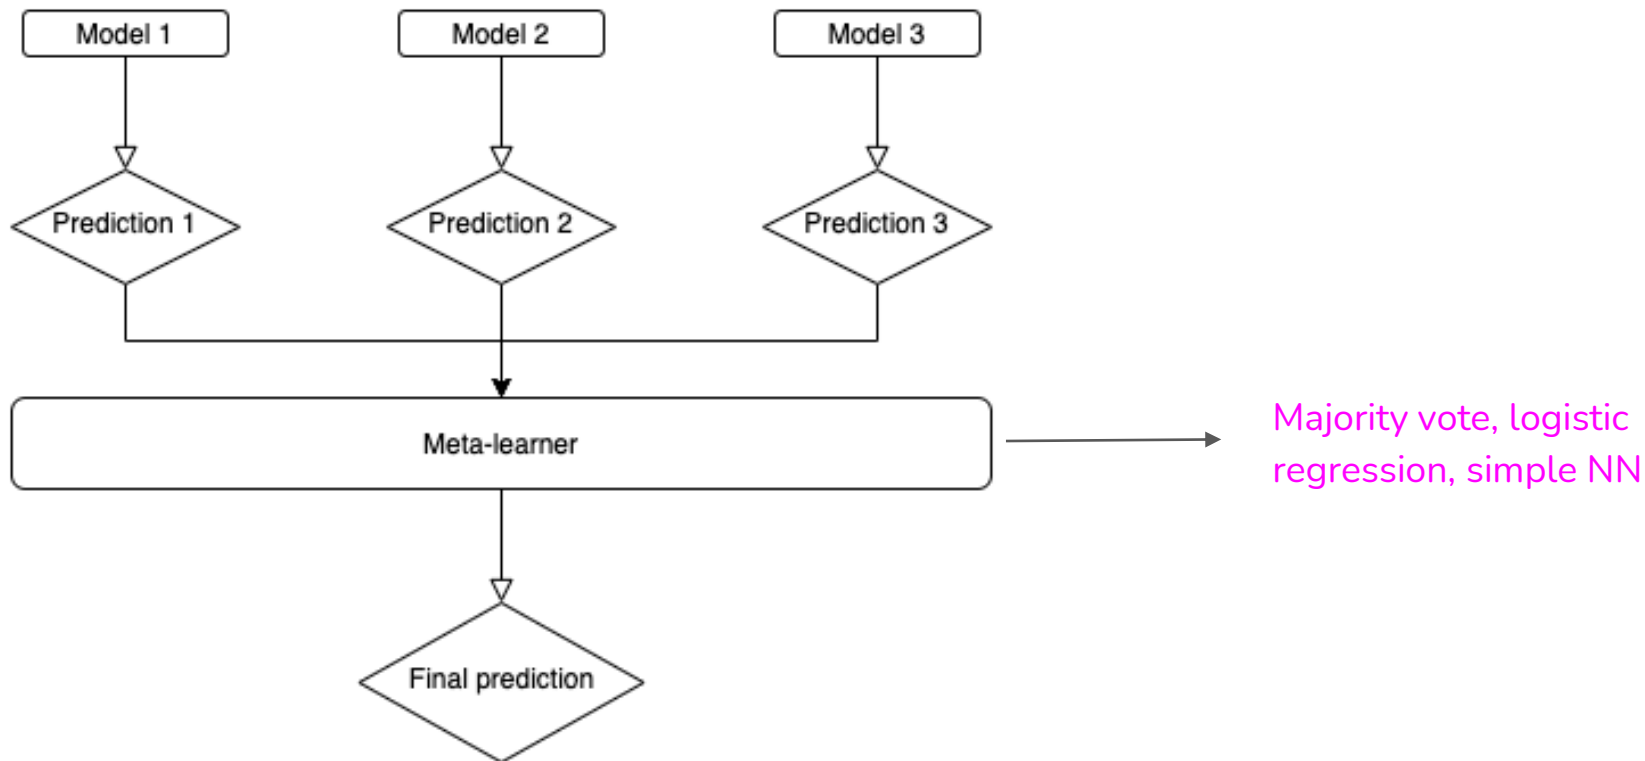 Model 1
Model 2
Model 3
Prediction 1
Prediction 2
Prediction 3
Meta-learner
Majority vote, logistic
regression, simple NN
Final prediction